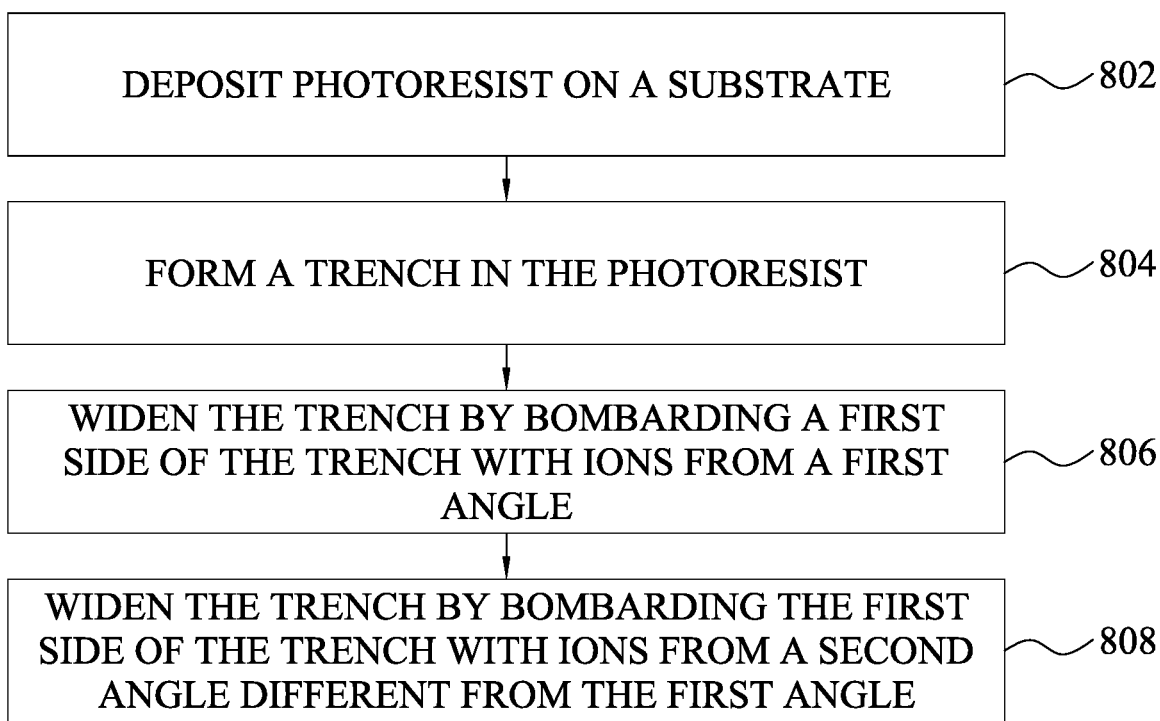 DEPOSIT PHOTORESIST ON A SUBSTRATE
802
FORM A TRENCH IN THE PHOTORESIST
804
WIDEN THE TRENCH BY BOMBARDING A FIRST
SIDE OF THE TRENCH WITH IONS FROM A FIRST
ANGLE
806
WIDEN THE TRENCH BY BOMBARDING THE FIRST
SIDE OF THE TRENCH WITH IONS FROM A SECOND
ANGLE DIFFERENT FROM THE FIRST ANGLE
808